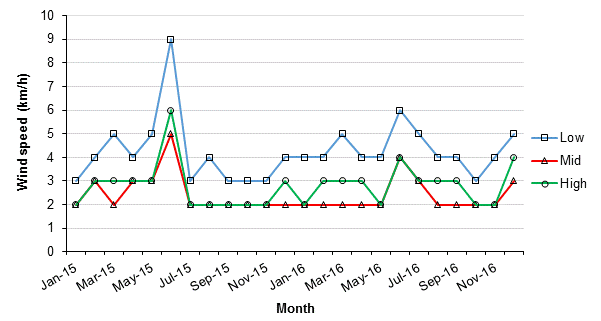 10
9
8
7
6
5
4
3
2
1
0
Wind speed (km/h)
Jan-15
Mar-15
May-15
Jul-15
Sep-15
Nov-15
Jan-16
Mar-16
May-16
Jul-16
Sep-16
Nov-16
Month
Low
Mid
High